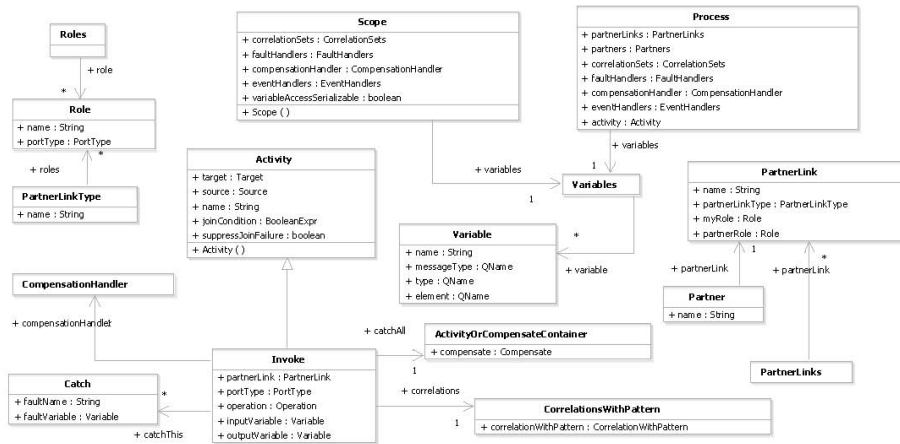 Roles
+ role
*
Role
+ name : String
+ portType : PortType
*
+ roles
PartnerLinkType
+ name : String
Scope
+ correlationSets : CorrelationSets
+ faultHandlers : FaultHandlers
+ compensationHandler : CompensationHandler
+ eventHandlers : EventHandlers
+ variableAccessSerializable : boolean
+ Scope ( )
Process
+ partnerLinks : PartnerLinks
+ partners : Partners
+ correlationSets : CorrelationSets
+ faultHandlers : FaultHandlers
+ compensationHandler : CompensationHandler
+ eventHandlers : EventHandlers
+ activity : Activity
+ variables
1
+ variables
1
Variables
Activity
+ target : Target
+ source : Source
+ name : String
+ joinCondition : BooleanExpr
+ suppressJoinFailure : boolean
+ Activity ( )
Variable
+ name : String
+ messageType : QName
+ type : QName
+ element : QName
*
+ variable
PartnerLink
+ name : String
+ partnerLinkType : PartnerLinkType
+ myRole : Role
+ partnerRole : Role
1
+ partnerLink
*
+ partnerLink
Partner
+ name : String
PartnerLinks
CompensationHandler
+ compensationHandler
Catch
+ faultName : String
+ faultVariable : Variable
*
+ catchThis
Invoke
+ partnerLink : PartnerLink
+ portType : PortType
+ operation : Operation
+ inputVariable : Variable
+ outputVariable : Variable
+ catchAll
1
ActivityOrCompensateContainer
+ compensate : Compensate
+ correlations
1
CorrelationsWithPattern
+ correlationWithPattern : CorrelationWithPattern